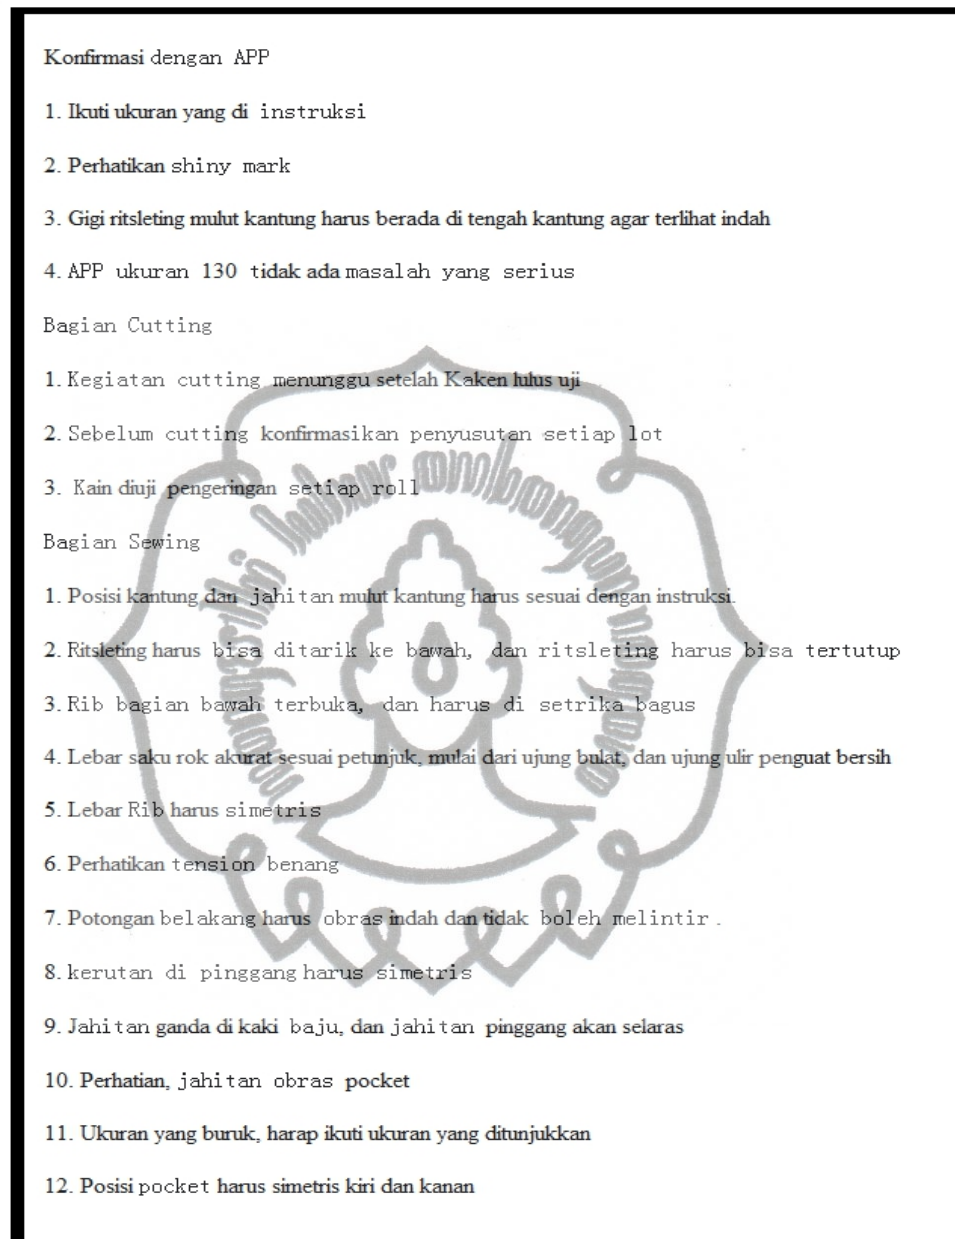 Konfirmasi dengan APP
1. Ikuti ukuran yang di instruksi
2. Perhatikan shiny mark
3. Gigi ritsleting mulut kantung harus berada di tengah kantung agar terlihat indah
4. APP ukuran 130 tidak ada masalah yang serius
Bagian Cutting
1. Kegiatan cutting menunggu setelah Kaken lulus uji
2. Sebelum cutting konfirmasikan penyusutan setiap lot
3. Kain diuji pengeringan setiap roll
Bagian Sewing
1. Posisi kantung dan jahitan mulut kantung harus sesuai dengan instruksi.
2. Ritsleting harus bisa ditarik ke bawah, dan ritsleting harus bisa tertutup
3. Rib bagian bawah terbuka, dan harus di setrika bagus
4. Lebar saku rok akurat sesuai petunjuk, mulai dari ujung bulat, dan ujung ulir penguat bersih
5. Lebar Rib harus simetris
6. Perhatikan tension benang
7. Potongan belakang harus obras indah dan tidak boleh melintir .
8. kerutan di pinggang harus simetris
9. Jahitan ganda di kaki baju, dan jahitan pinggang akan selaras
10. Perhatian, jahitan obras pocket
11. Ukuran yang buruk, harap ikuti ukuran yang ditunjukkan
12. Posisi pocket harus simetris kiri dan kanan